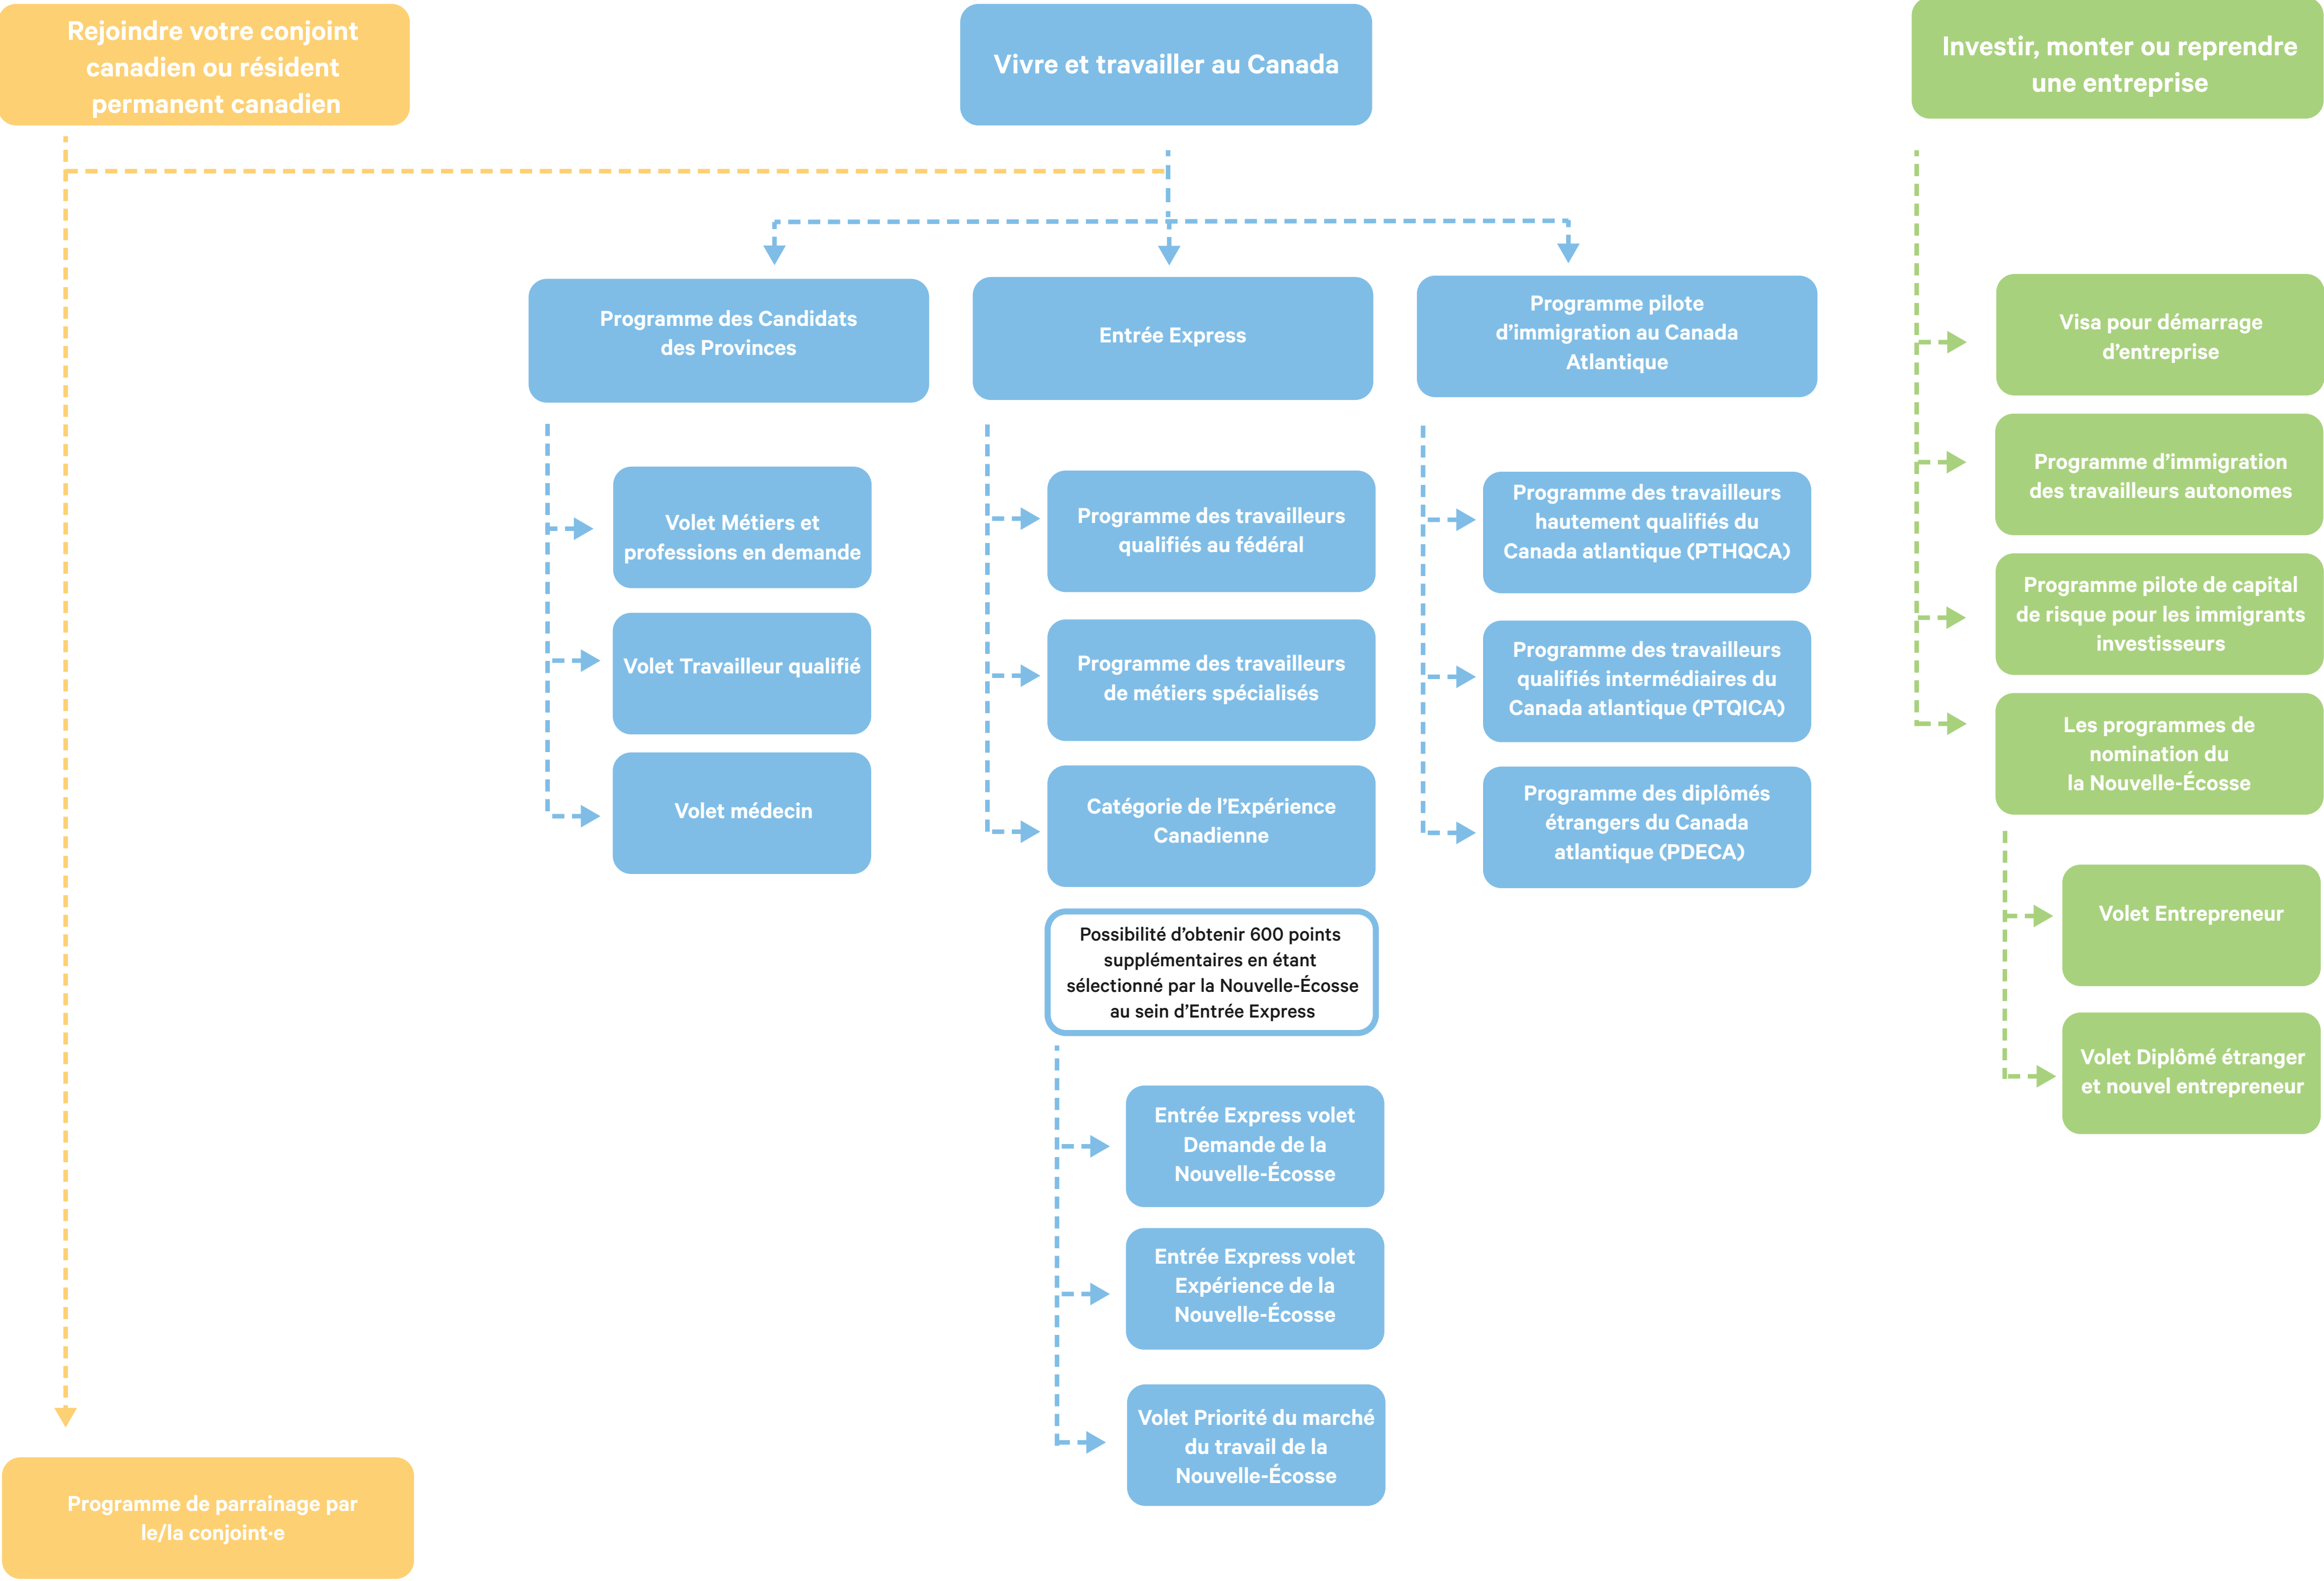 Rejoindre votre conjoint
canadien ou résident
permanent canadien
Vivre et travailler au Canada
Investir, monter ou reprendre
une entreprise
Programme des Candidats
des Provinces
Entrée Express
Programme pilote
d’immigration au Canada
Atlantique
Volet Métiers et
professions en demande
Volet Travailleur qualifié
Volet médecin
Programme des travailleurs
qualifiés au fédéral
Programme des travailleurs
de métiers spécialisés
Catégorie de l’Expérience
Canadienne
Possibilité d’obtenir 600 points
supplémentaires en étant
sélectionné par la Nouvelle-Écosse
au sein d’Entrée Express
Entrée Express volet
Demande de la
Nouvelle-Écosse
Entrée Express volet
Expérience de la
Nouvelle-Écosse
Volet Priorité du marché
du travail de la
Nouvelle-Écosse
Programme des travailleurs
hautement qualifiés du
Canada atlantique (PTHQCA)
Programme des travailleurs
qualifiés intermédiaires du
Canada atlantique (PTQICA)
Programme des diplômés
étrangers du Canada
atlantique (PDECA)
Visa pour démarrage
d’entreprise
Programme d’immigration
des travailleurs autonomes
Programme pilote de capital
de risque pour les immigrants
investisseurs
Les programmes de
nomination du
la Nouvelle-Écosse
Volet Entrepreneur
Volet Diplômé étranger
et nouvel entrepreneur
Programme de parrainage par
le/la conjoint·e